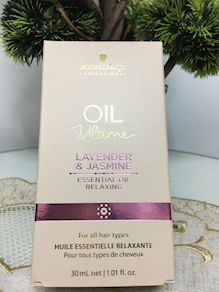 PROFESSIONAL
OIL
Ultime
LAVENDER
& JASMINE
ESSENTIAL OIL
RELAXING
For all hair types
HUILE ESSENTIELLE RELAXANTE
Pour tous types de cheveux
30 ml net | 1.01 fl. oz.